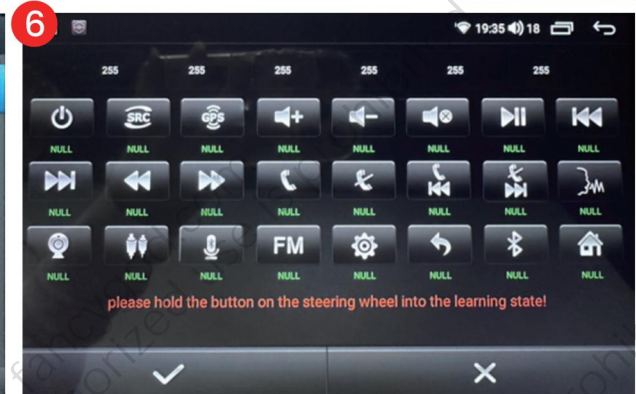 6
19:35 18
255 255 255 255 255 255
SRC GPS
NULL NULL NULL NULL NULL NULL NULL NULL
NULL NULL NULL NULL NULL NULL NULL NULL
FM
NULL NULL NULL NULL NULL NULL NULL NULL
please hold the button on the steering wheel into the learning state!